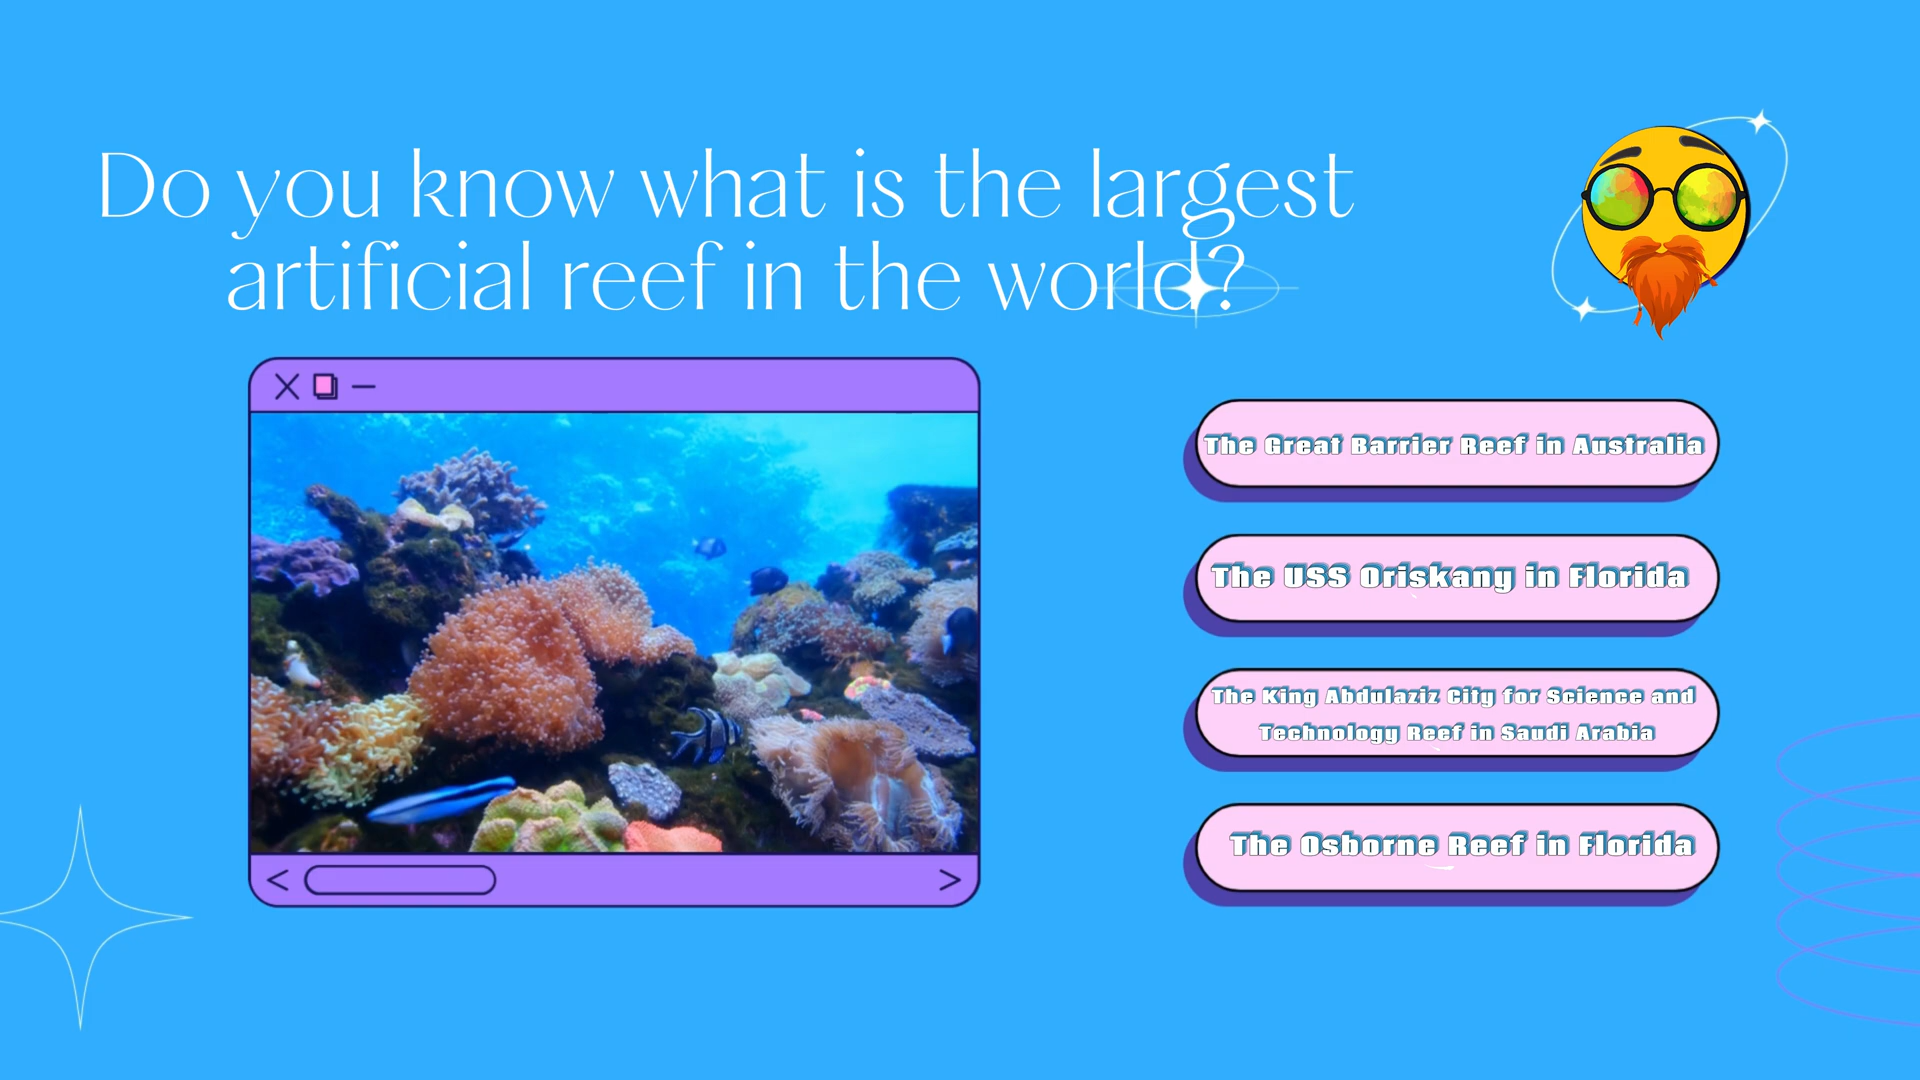 Do you know what is the largest
artificial reef in the world?
The Great Barrier Reef in Australia
The USS Oriskany in Florida
The King Abdulaziz City for Science and
Technology Reef in Saudi Arabia
The Osborne Reef in Florida